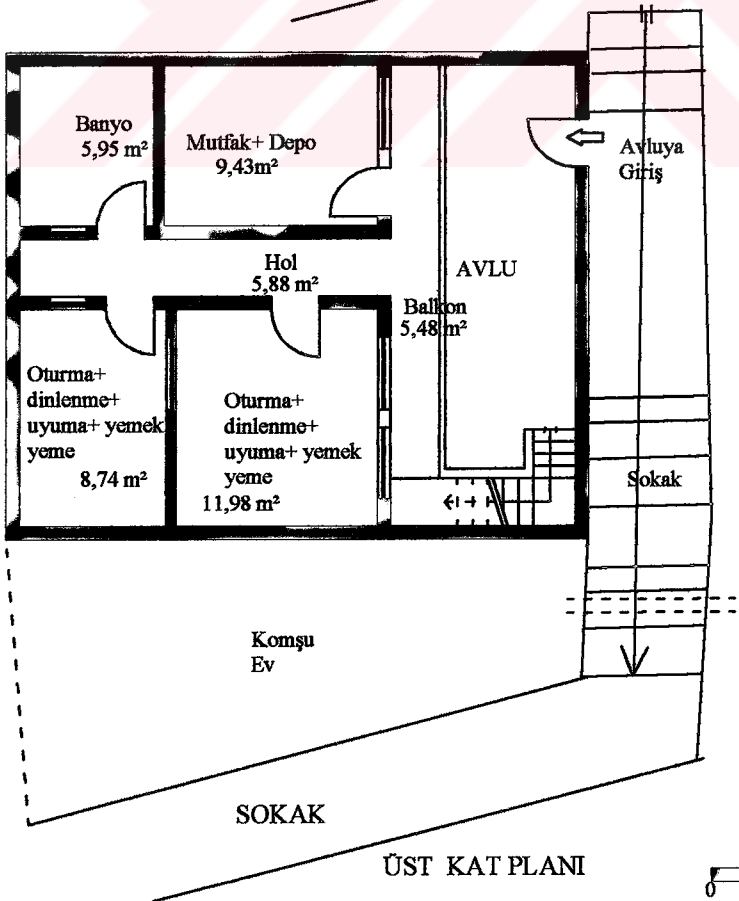 Banyo
5,95 m²
Mutfak+ Depo
9,43m²
Avluya
Giriş
Hol
5,88 m²
AVLU
Balkon
5,48 m²
Oturma+
dinlenme+
uyuma+ yemek
yeme
8,74 m²
Oturma+
dinlenme+
uyuma+ yemek
yeme
11,98 m²
Sokak
Komşu
Ev
SOKAK
ÜST KAT PLANI
0